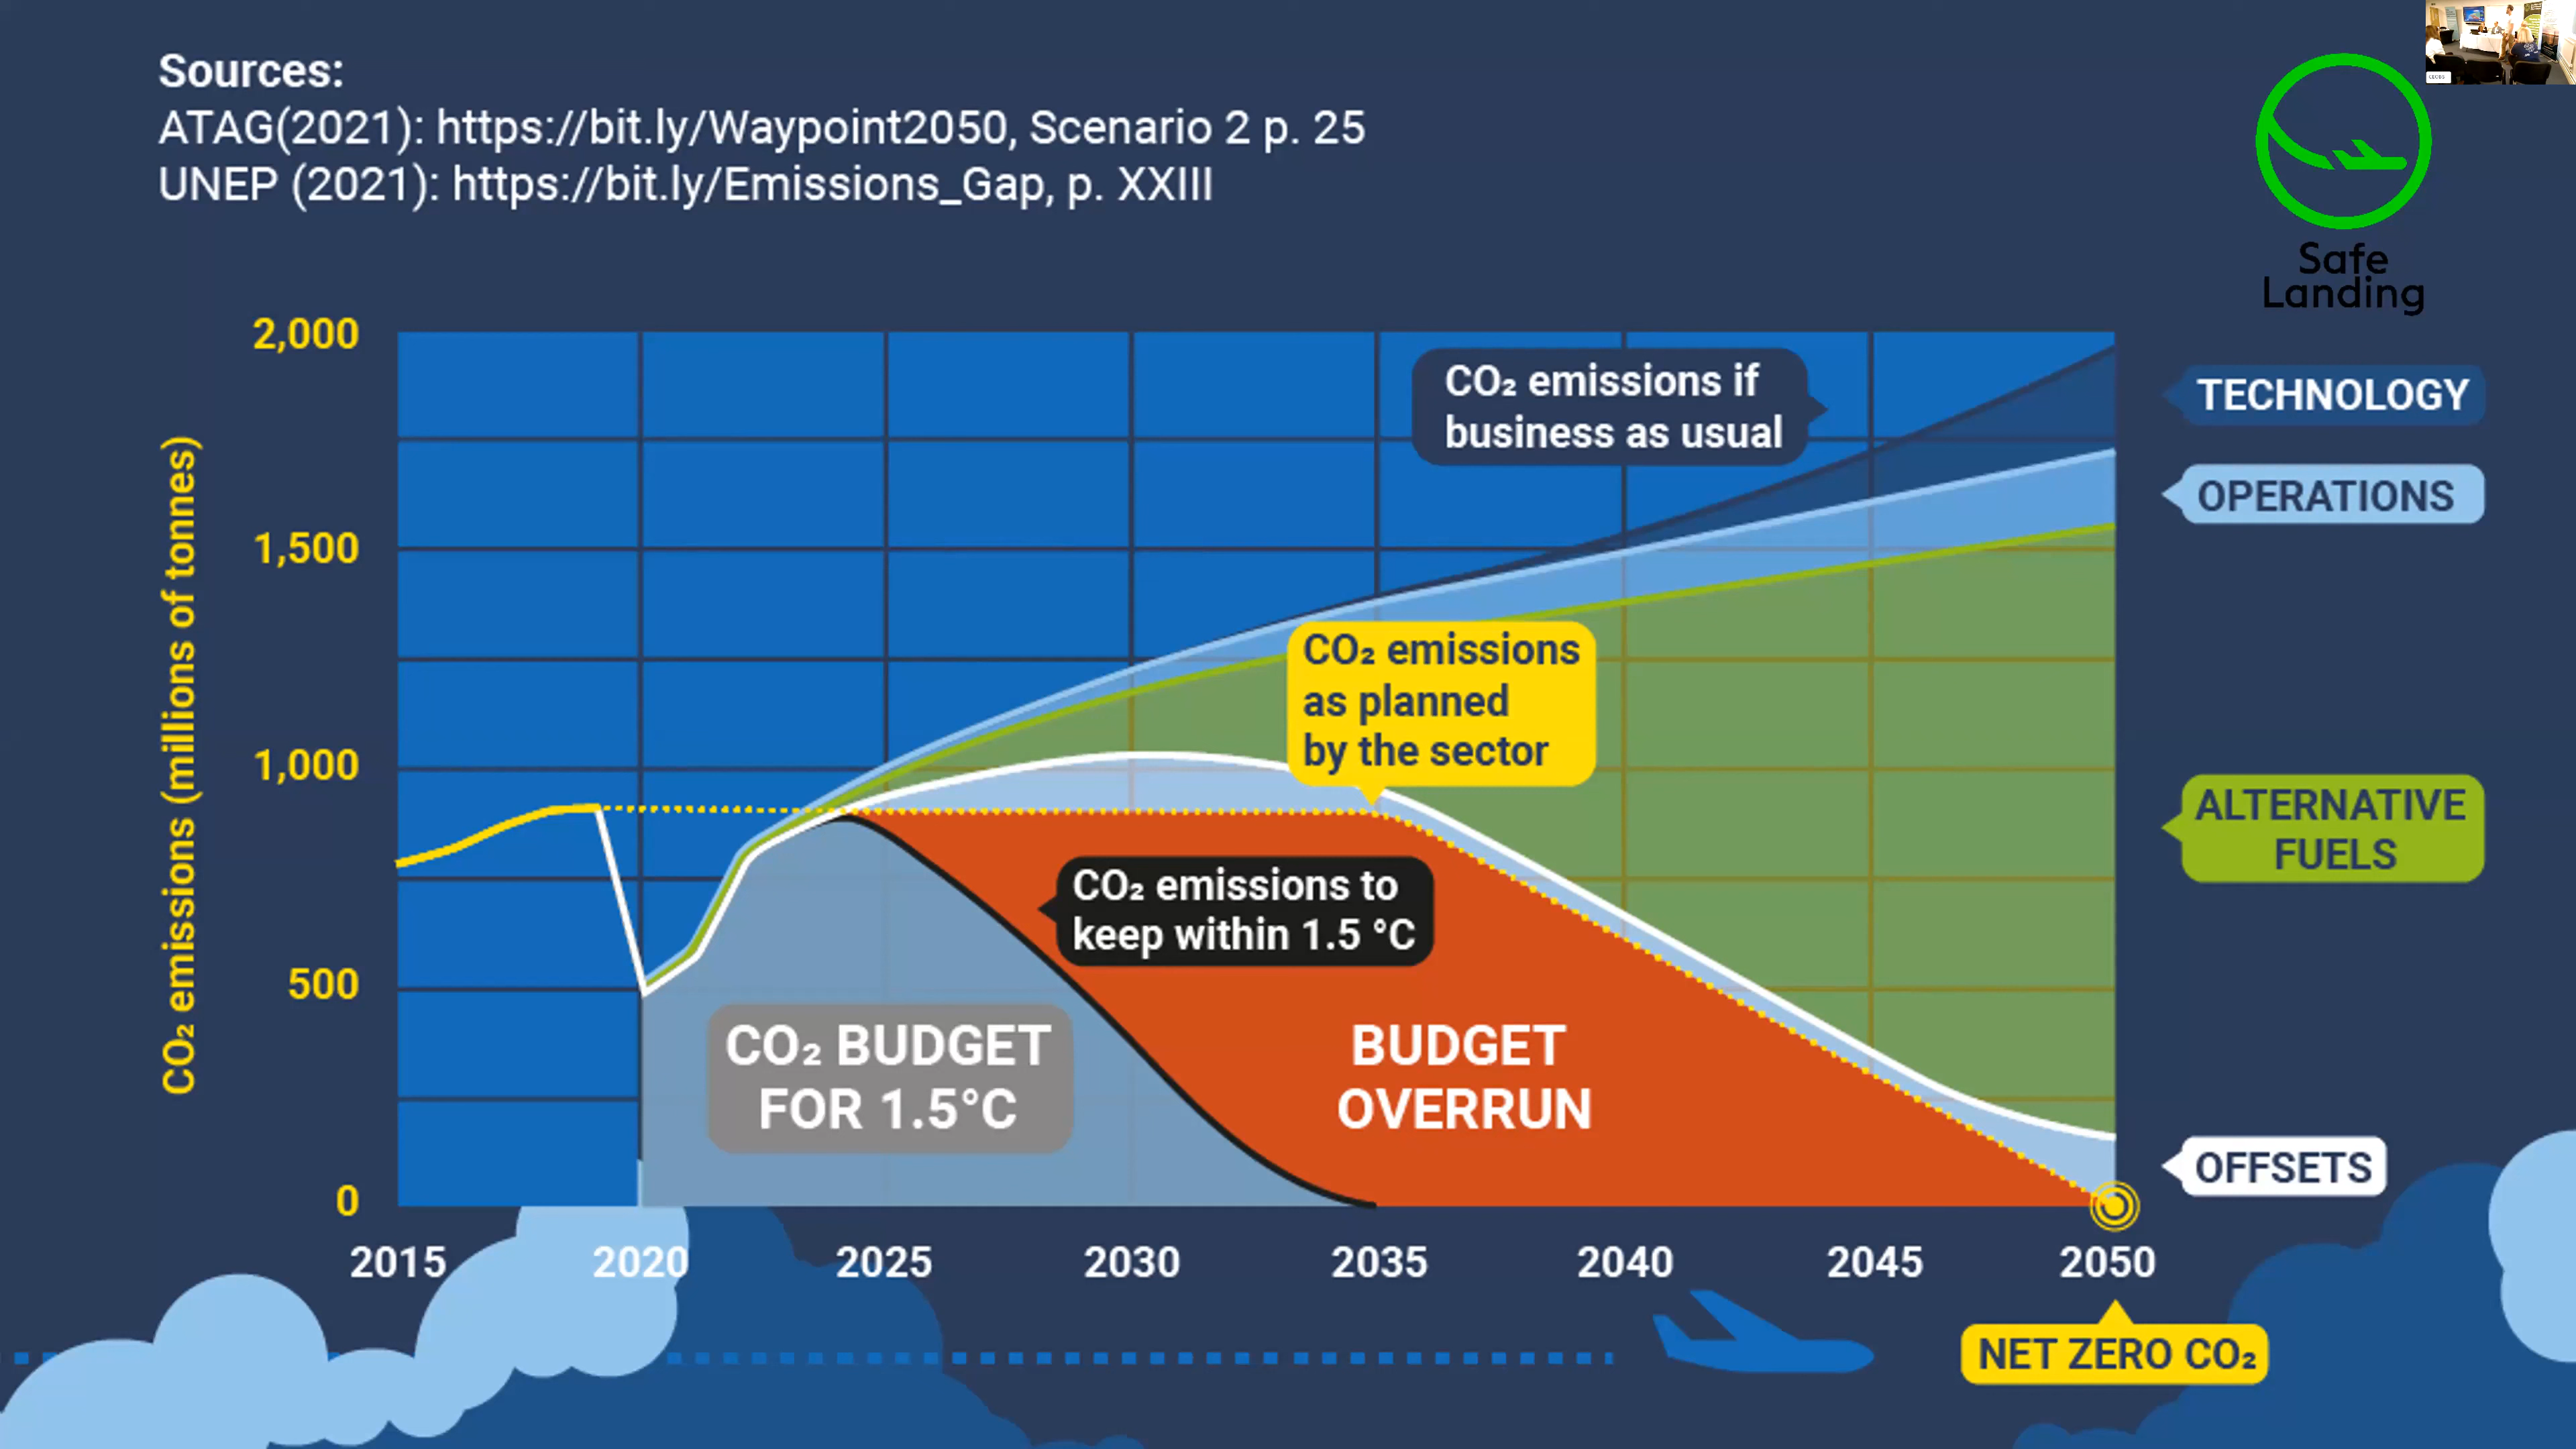 Sources:
ATAG(2021): https://bit.ly/Waypoint2050, Scenario 2 p. 25
UNEP (2021): https://bit.ly/Emissions_Gap, p. XXIII
Safe
Landing
CO₂ emissions (millions of tonnes)
2,000
1,500
1,000
500
0
CO₂ emissions if
business as usual
CO₂ emissions
as planned
by the sector
CO₂ emissions to
keep within 1.5 °C
CO₂ BUDGET
FOR 1.5°C
BUDGET
OVERRUN
TECHNOLOGY
OPERATIONS
ALTERNATIVE
FUELS
OFFSETS
2015 2020 2025 2030 2035 2040 2045 2050
NET ZERO CO₂